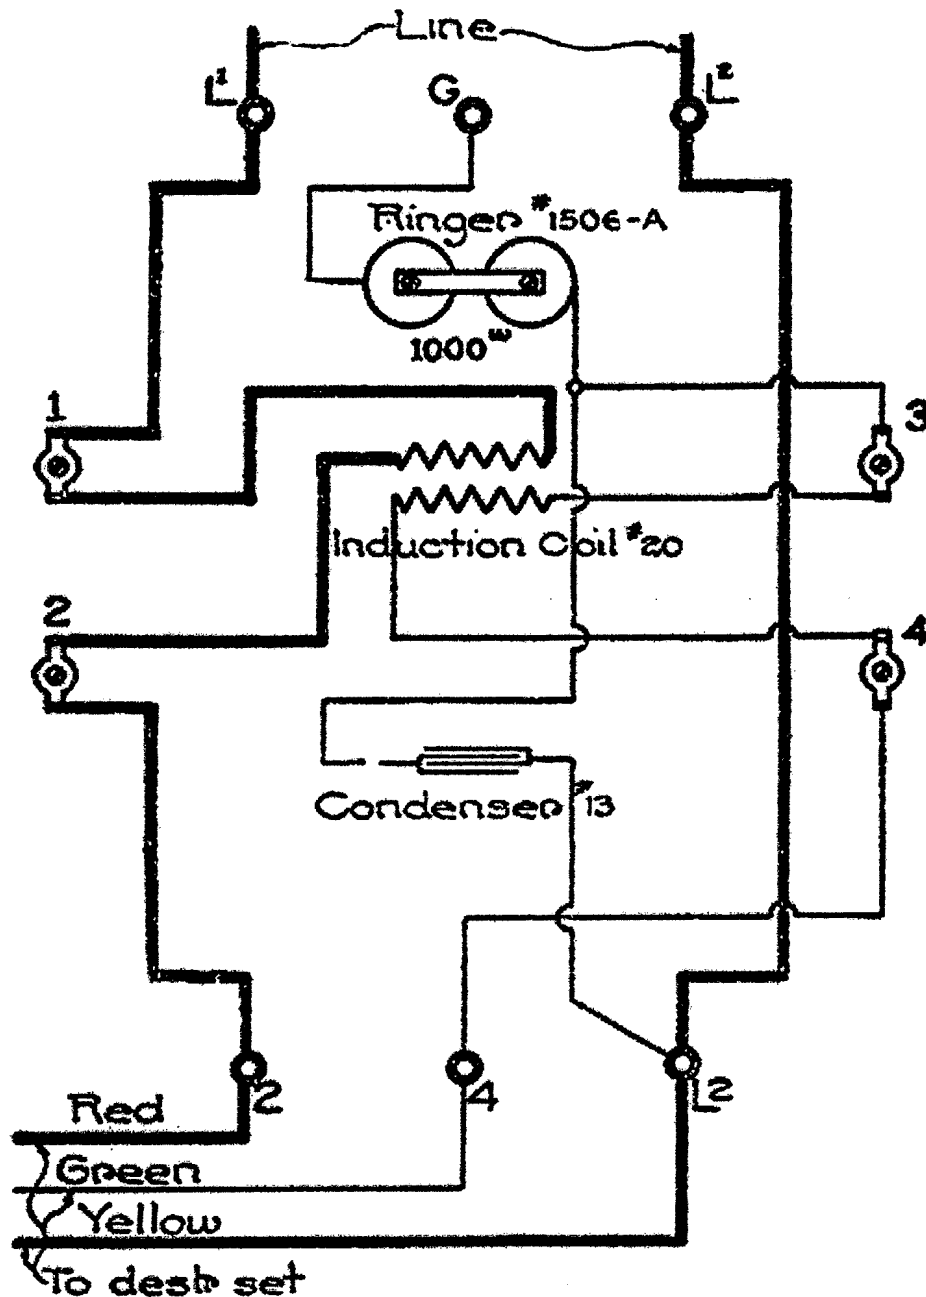 Line
L1 G L2
Ringer #1506-A
1000ω
1
3
Induction Coil #20
2
4
Condenser #13
2 4 L2
Red
Green
Yellow
To desk set